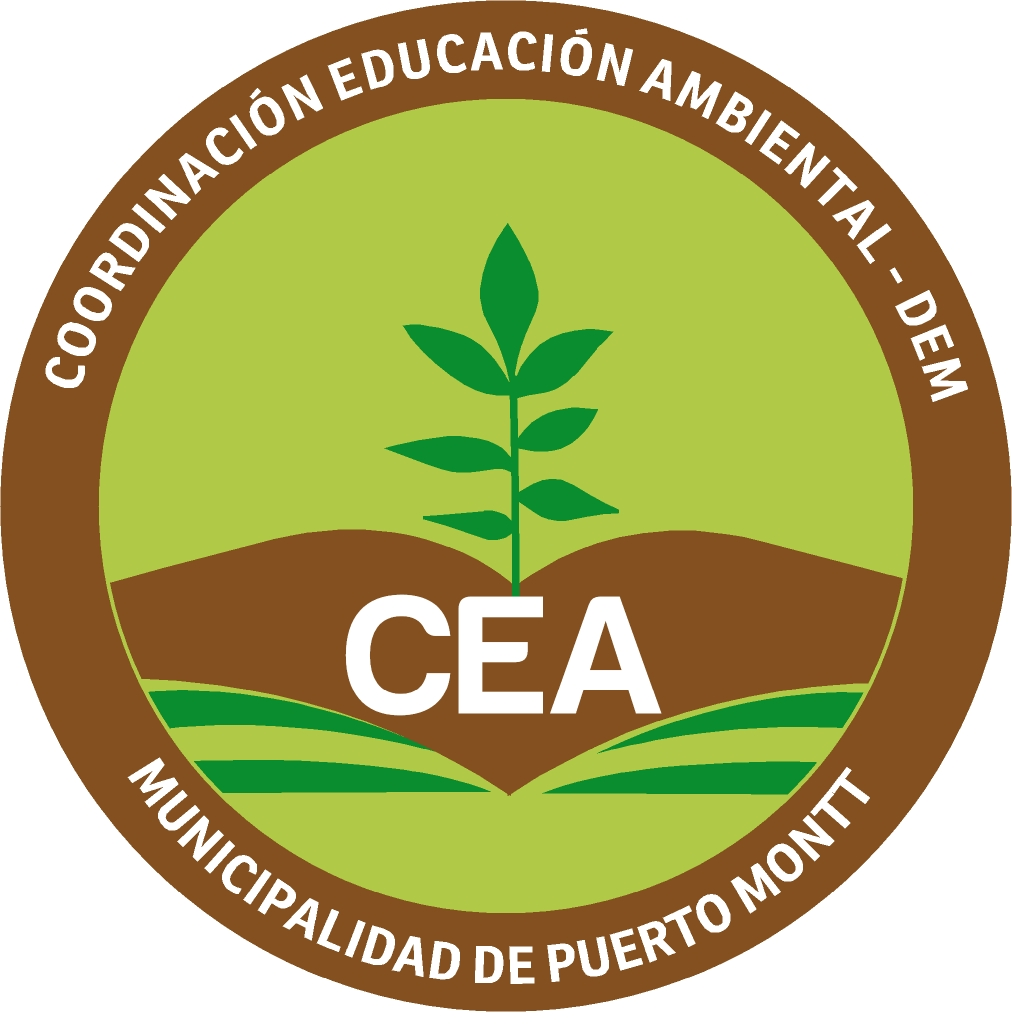 COORDINACIÓN EDUCACIÓN AMBIENTAL - DEM
CEA
MUNICIPALIDAD DE PUERTO MONTT